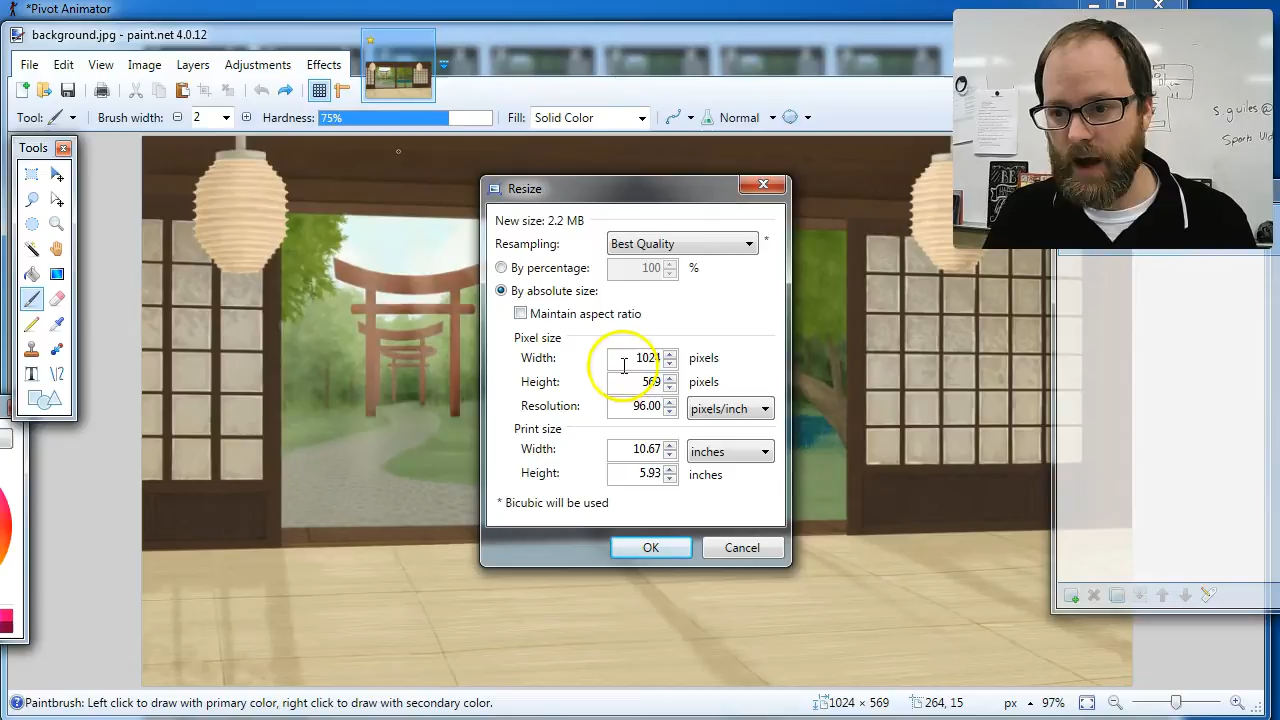 *Pivot Animator
background.jpg - paint.net 4.0.12
File Edit View Image Layers Adjustments Effects
Tool: Brush width: Fill: Solid Color Normal
75%
Tools
Resize
New size: 2.2 MB
Resampling: Best Quality *
By percentage: 100 %
By absolute size:
Maintain aspect ratio
Pixel size
Width: 1024 pixels
Height: 569 pixels
Resolution: 96.00 pixels/inch
Print size
Width: 10.67 inches
Height: 5.93 inches
* Bicubic will be used
OK Cancel
s.guiles@
Sports
Paintbrush: Left click to draw with primary color, right click to draw with secondary color.
1024 × 569 264, 15 px 97%